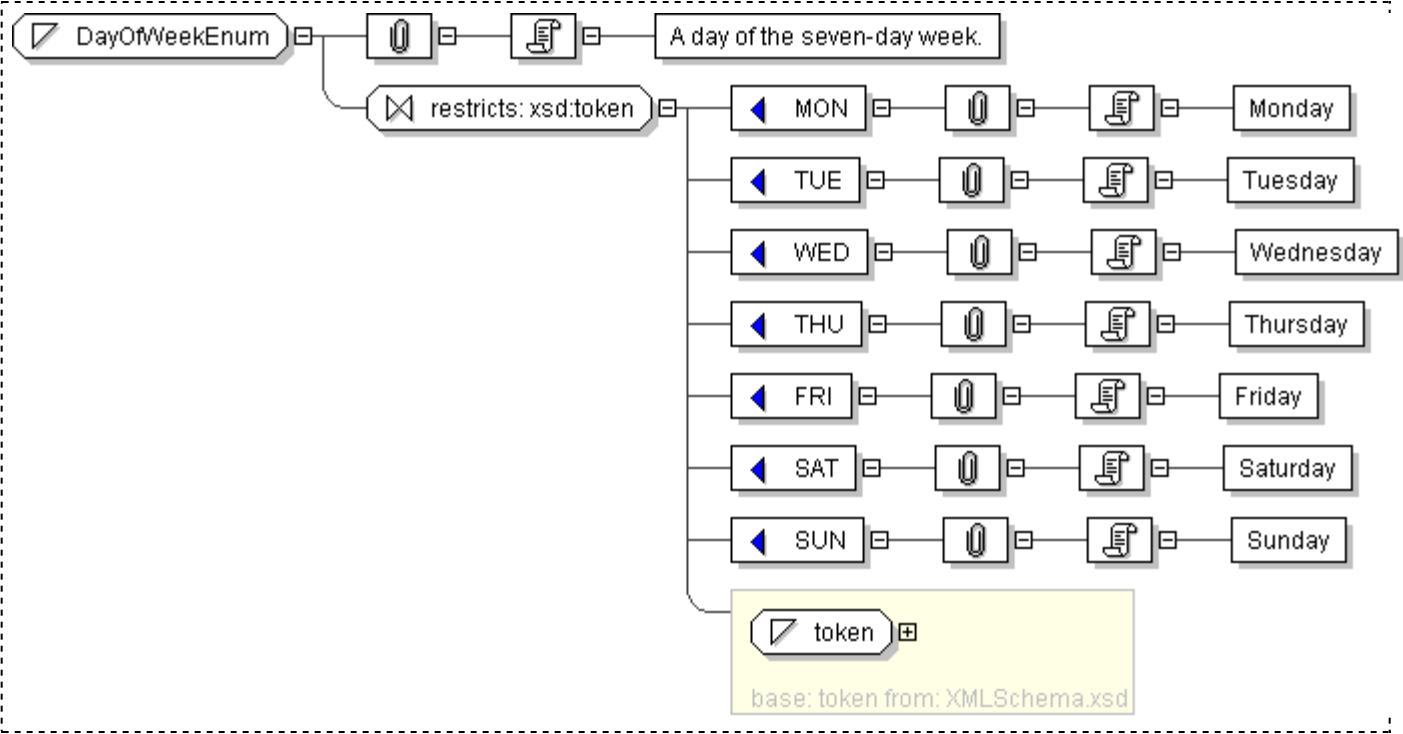 DayOfWeekEnum A day of the seven-day week.
restricts: xsd:token MON Monday
TUE Tuesday
WED Wednesday
THU Thursday
FRI Friday
SAT Saturday
SUN Sunday
token
base: token from: XMLSchema.xsd